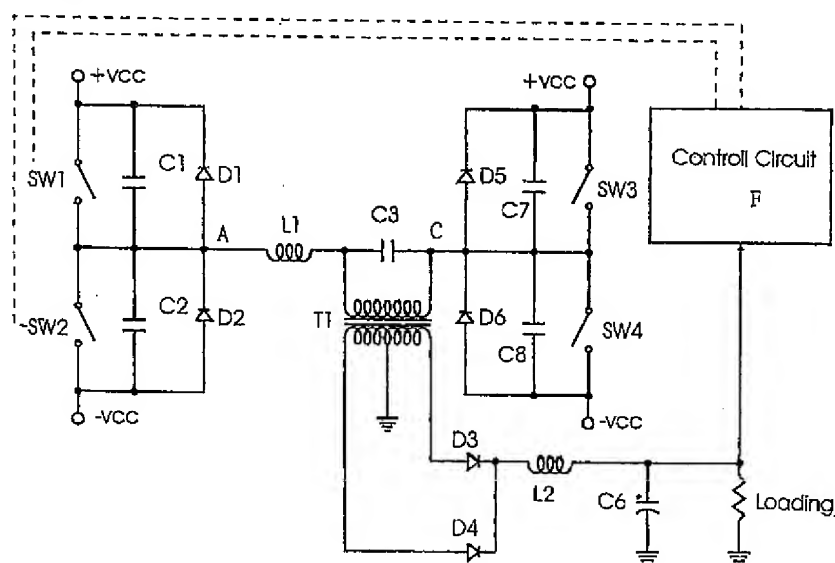 +VCC
+VCC
Controll Circuit
F
SW1
C1
D1
D5
C7
SW3
A
L1
C3
C
-SW2
C2
D2
T1
D6
C8
SW4
-VCC
-VCC
D3
L2
C6
+
Loading
D4